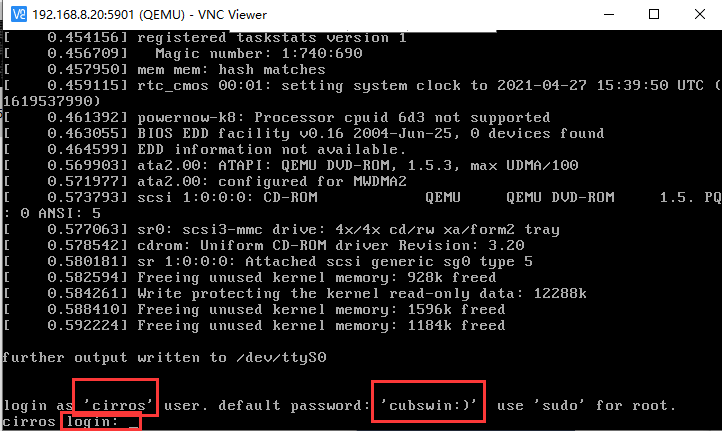 VS 192.168.8.20:5901 (QEMU) - VNC Viewer
[    0.454156] registered taskstats version 1
[    0.456709]   Magic number: 1:740:690
[    0.457950] mem mem: hash matches
[    0.459115] rtc_cmos 00:01: setting system clock to 2021-04-27 15:39:50 UTC (
1619537990)
[    0.461392] powernow-k8: Processor cpuid 6d3 not supported
[    0.463055] BIOS EDD facility v0.16 2004-Jun-25, 0 devices found
[    0.464599] EDD information not available.
[    0.569903] ata2.00: ATAPI: QEMU DVD-ROM, 1.5.3, max UDMA/100
[    0.571977] ata2.00: configured for MWDMA2
[    0.573793] scsi 1:0:0:0: CD-ROM            QEMU     QEMU DVD-ROM     1.5. PQ
: 0 ANSI: 5
[    0.577063] sr0: scsi3-mmc drive: 4x/4x cd/rw xa/form2 tray
[    0.578542] cdrom: Uniform CD-ROM driver Revision: 3.20
[    0.580181] sr 1:0:0:0: Attached scsi generic sg0 type 5
[    0.582594] Freeing unused kernel memory: 928k freed
[    0.584261] Write protecting the kernel read-only data: 12288k
[    0.588410] Freeing unused kernel memory: 1596k freed
[    0.592224] Freeing unused kernel memory: 1184k freed
further output written to /dev/ttyS0
login as 'cirros' user. default password: 'cubswin:)'  use 'sudo' for root.
cirros login: _